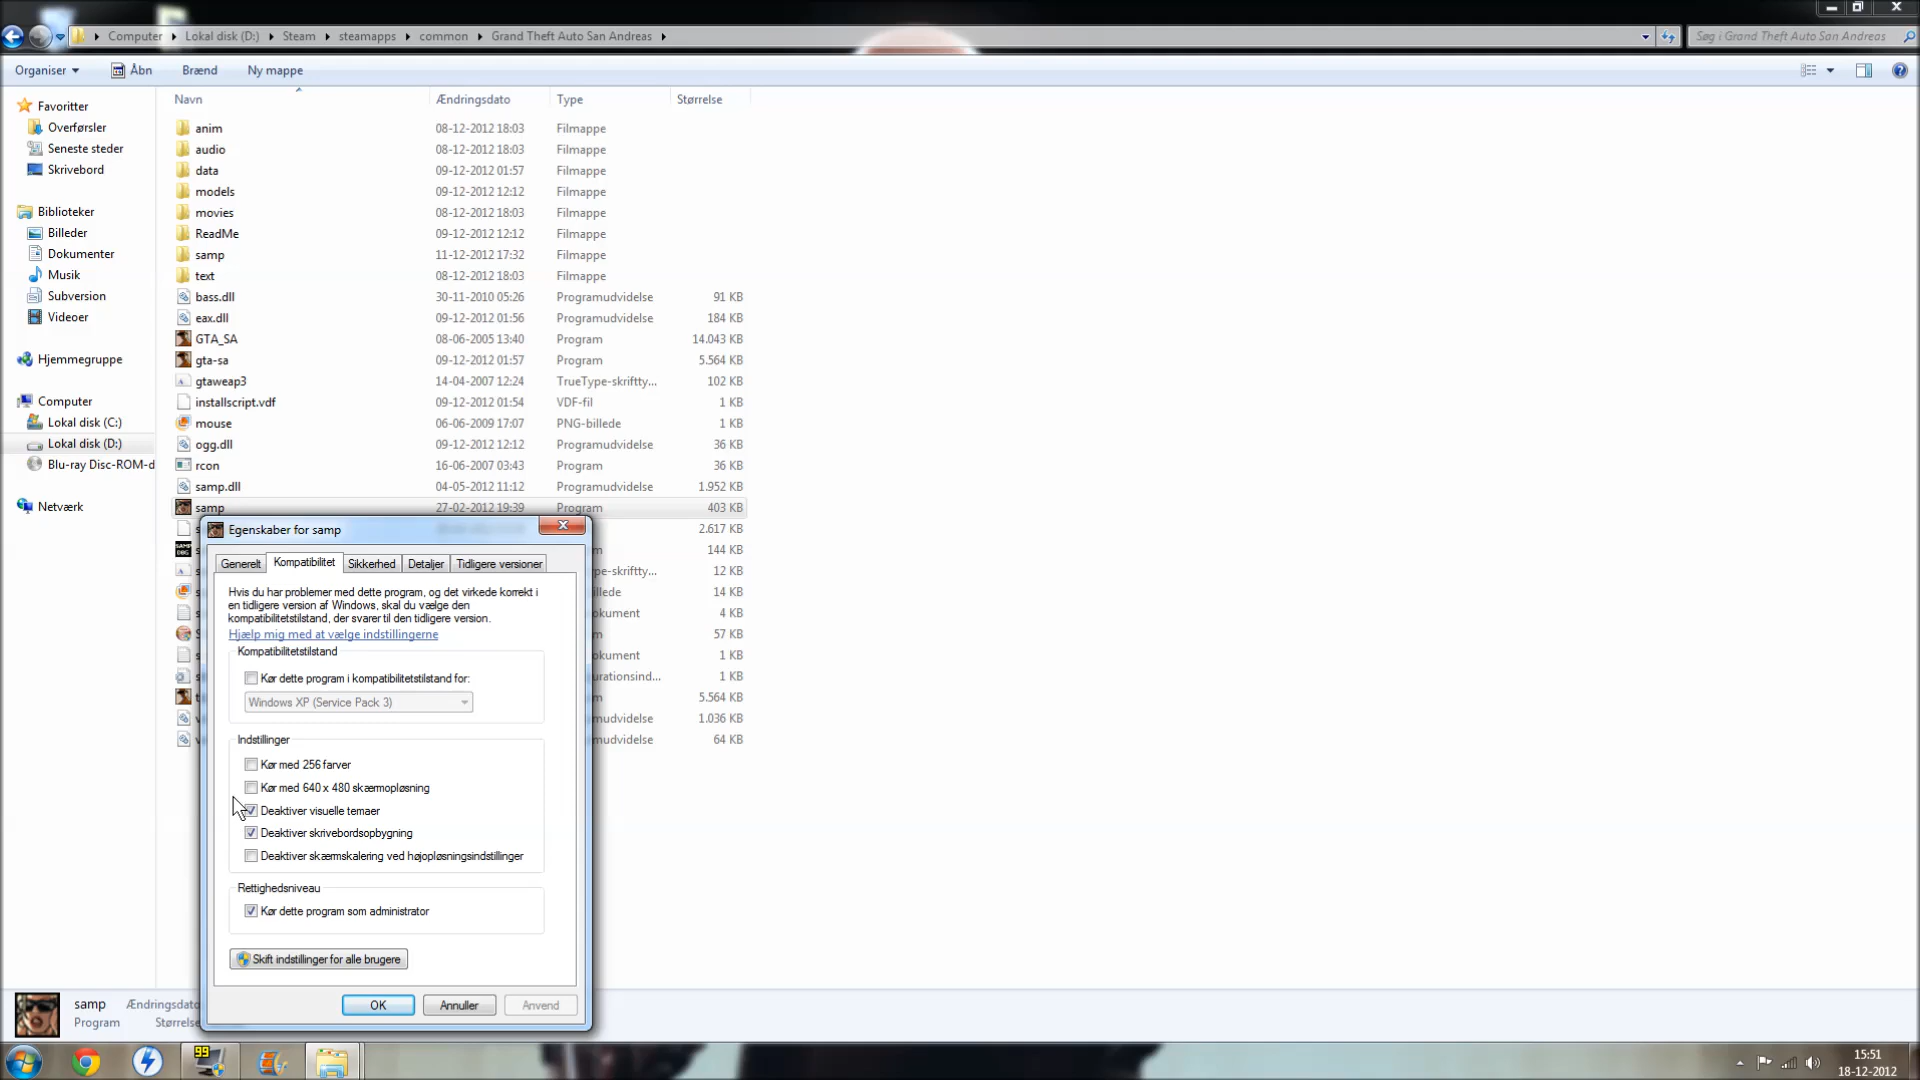 Computer Lokal disk (D:) Steam steamapps common Grand Theft Auto San Andreas
Søg i Grand Theft Auto San Andreas
Organiser Åbn Brænd Ny mappe
Navn Ændringsdato Type Størrelse
Favoritter
Overførsler
Seneste steder
Skrivebord
Biblioteker
Billeder
Dokumenter
Musik
Subversion
Videoer
Hjemmegruppe
Computer
Lokal disk (C:)
Lokal disk (D:)
Blu-ray Disc-ROM-d
Netværk
anim 08-12-2012 18:03 Filmappe
audio 08-12-2012 18:03 Filmappe
data 09-12-2012 01:57 Filmappe
models 09-12-2012 12:12 Filmappe
movies 08-12-2012 18:03 Filmappe
ReadMe 09-12-2012 12:12 Filmappe
samp 11-12-2012 17:32 Filmappe
text 08-12-2012 18:03 Filmappe
bass.dll 30-11-2010 05:26 Programudvidelse 91 KB
eax.dll 09-12-2012 01:56 Programudvidelse 184 KB
GTA_SA 08-06-2005 13:40 Program 14.043 KB
gta-sa 09-12-2012 01:57 Program 5.564 KB
gtaweap3 14-04-2007 12:24 TrueType-skriftty... 102 KB
installscript.vdf 09-12-2012 01:54 VDF-fil 1 KB
mouse 06-06-2009 17:07 PNG-billede 1 KB
ogg.dll 09-12-2012 12:12 Programudvidelse 36 KB
rcon 16-06-2007 03:43 Program 36 KB
samp.dll 04-05-2012 11:12 Programudvidelse 1.952 KB
samp 27-02-2012 19:39 Program 403 KB
2.617 KB
m 144 KB
pe-skriftty... 12 KB
illede 14 KB
okument 4 KB
m 57 KB
okument 1 KB
urationsind... 1 KB
m 5.564 KB
mudvidelse 1.036 KB
mudvidelse 64 KB
Egenskaber for samp
Generelt Kompatibilitet Sikkerhed Detaljer Tidligere versioner
Hvis du har problemer med dette program, og det virkede korrekt i
en tidligere version af Windows, skal du vælge den
kompatibilitetstilstand, der svarer til den tidligere version.
Hjælp mig med at vælge indstillingerne
Kompatibilitetstilstand
Kør dette program i kompatibilitetstilstand for:
Windows XP (Service Pack 3)
Indstillinger
Kør med 256 farver
Kør med 640 x 480 skærmopløsning
Deaktiver visuelle temaer
Deaktiver skrivebordsopbygning
Deaktiver skærmskalering ved højopløsningsindstillinger
Rettighedsniveau
Kør dette program som administrator
Skift indstillinger for alle brugere
OK Annuller Anvend
samp Ændringsdato
Program Størrelse
99
15:51
18-12-2012